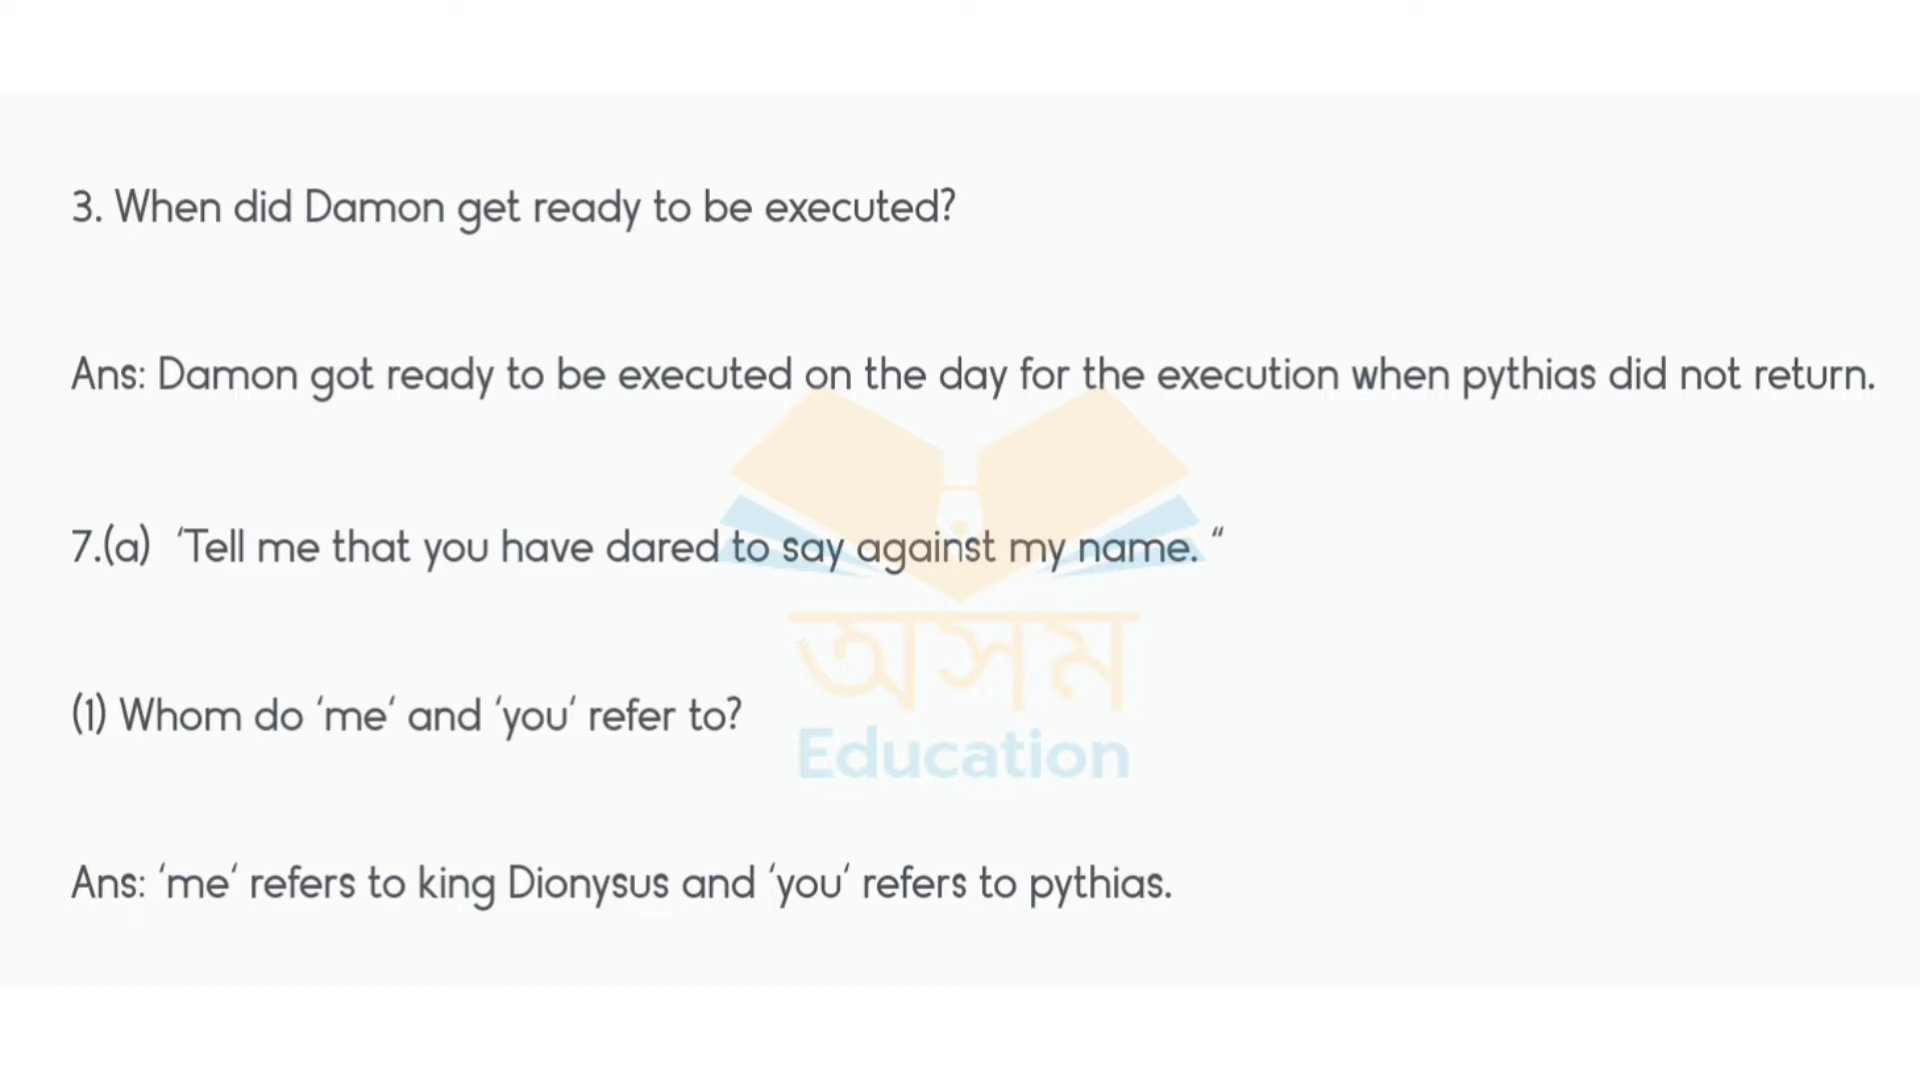 3. When did Damon get ready to be executed?
Ans: Damon got ready to be executed on the day for the execution when pythias did not return.
7.(a) ‘Tell me that you have dared to say against my name. “
(1) Whom do ‘me‘ and ‘you‘ refer to?
Ans: ‘me‘ refers to king Dionysus and ‘you‘ refers to pythias.
অসম
Education